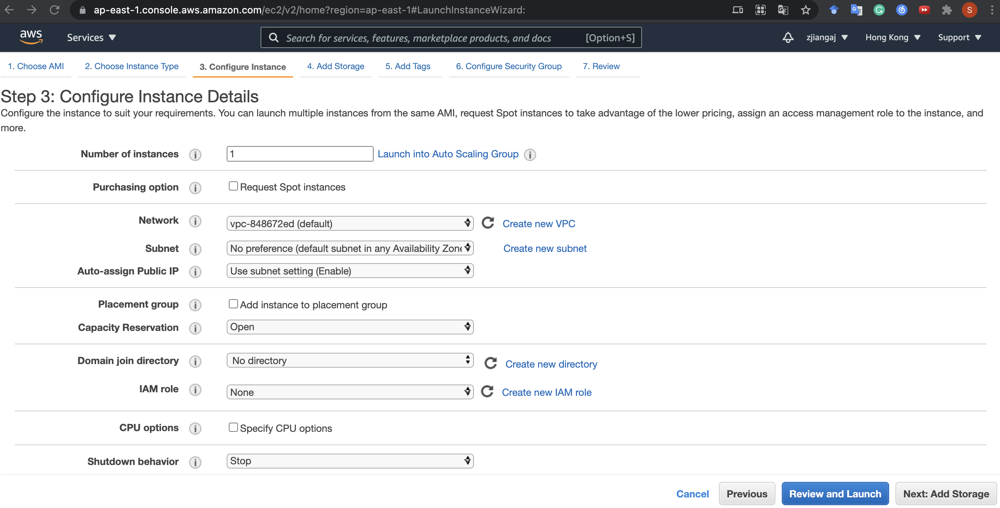 ap-east-1.console.aws.amazon.com/ec2/v2/home?region=ap-east-1#LaunchInstanceWizard:
S
aws
Services
Search for services, features, marketplace products, and docs
[Option+S]
zjiangaj
Hong Kong
Support
1. Choose AMI
2. Choose Instance Type
3. Configure Instance
4. Add Storage
5. Add Tags
6. Configure Security Group
7. Review
Step 3: Configure Instance Details
Configure the instance to suit your requirements. You can launch multiple instances from the same AMI, request Spot instances to take advantage of the lower pricing, assign an access management role to the instance, and
more.
Number of instances
1
Launch into Auto Scaling Group
Purchasing option
Request Spot instances
Network
vpc-848672ed (default)
Create new VPC
Subnet
No preference (default subnet in any Availability Zone
Create new subnet
Auto-assign Public IP
Use subnet setting (Enable)
Placement group
Add instance to placement group
Capacity Reservation
Open
Domain join directory
No directory
Create new directory
IAM role
None
Create new IAM role
CPU options
Specify CPU options
Shutdown behavior
Stop
Cancel
Previous
Review and Launch
Next: Add Storage